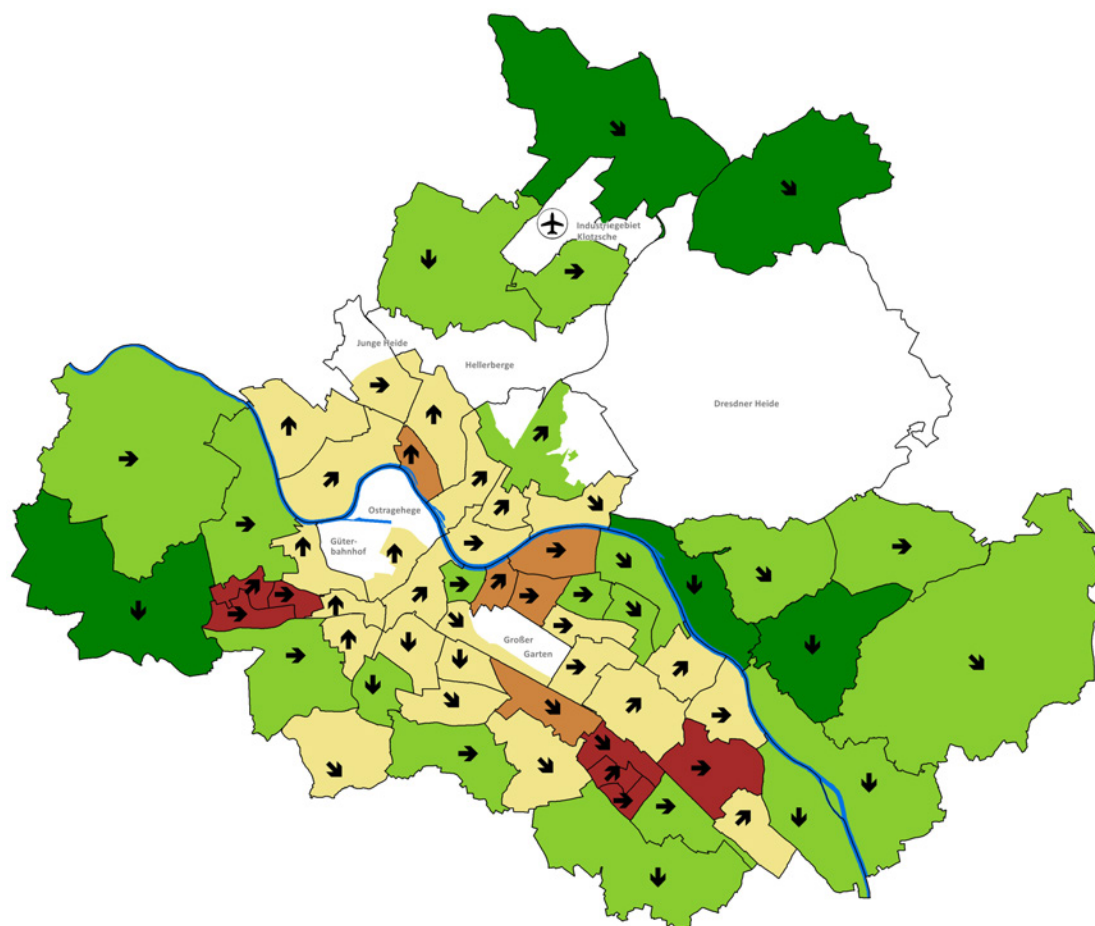 Industriegebiet
Klotzsche
Junge Heide
Hellerberge
Dresdner Heide
Ostragehege
Güter-
bahnhof
Großer
Garten